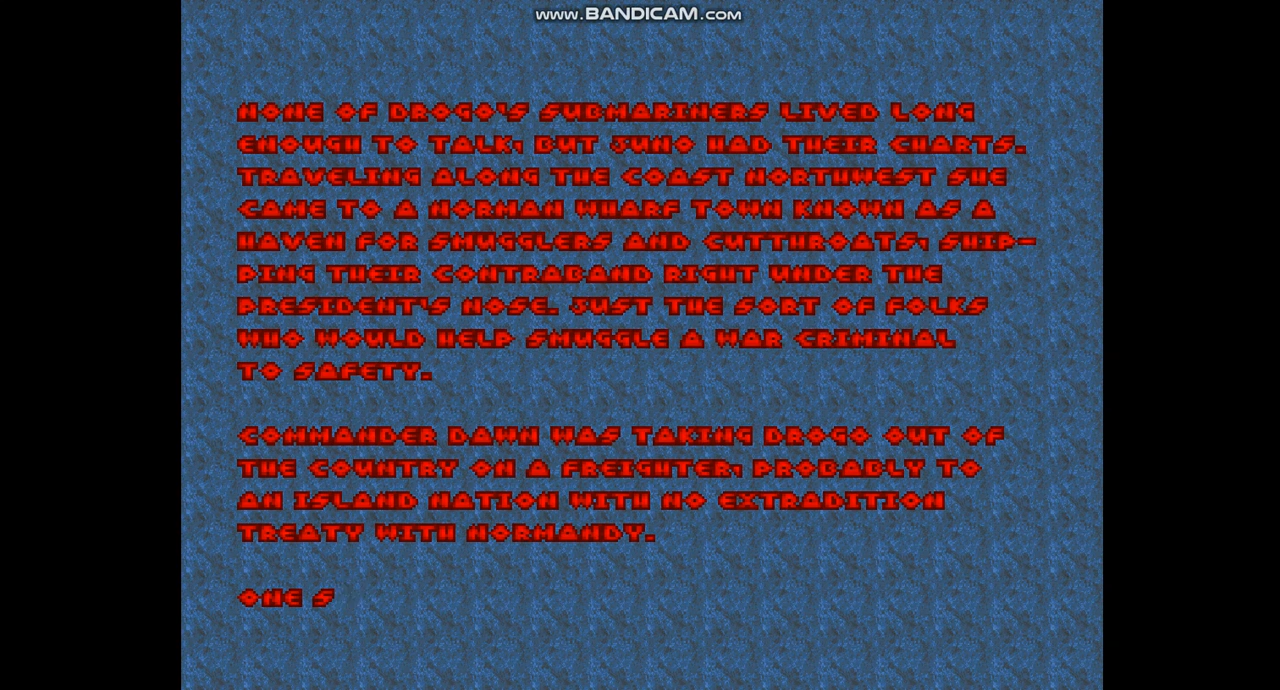 www.BANDICAM.com
NONE OF DROGO'S SUBMARINERS LIVED LONG
ENOUGH TO TALK, BUT JUNO HAD THEIR CHARTS.
TRAVELING ALONG THE COAST NORTHWEST SHE
CAME TO A NORMAN WHARF TOWN KNOWN AS A
HAVEN FOR SMUGGLERS AND CUTTHROATS, SHIP-
PING THEIR CONTRABAND RIGHT UNDER THE
PRESIDENT'S NOSE. JUST THE SORT OF FOLKS
WHO WOULD HELP SMUGGLE A WAR CRIMINAL
TO SAFETY.
COMMANDER DAWN WAS TAKING DROGO OUT OF
THE COUNTRY ON A FREIGHTER, PROBABLY TO
AN ISLAND NATION WITH NO EXTRADITION
TREATY WITH NORMANDY.
ONE S